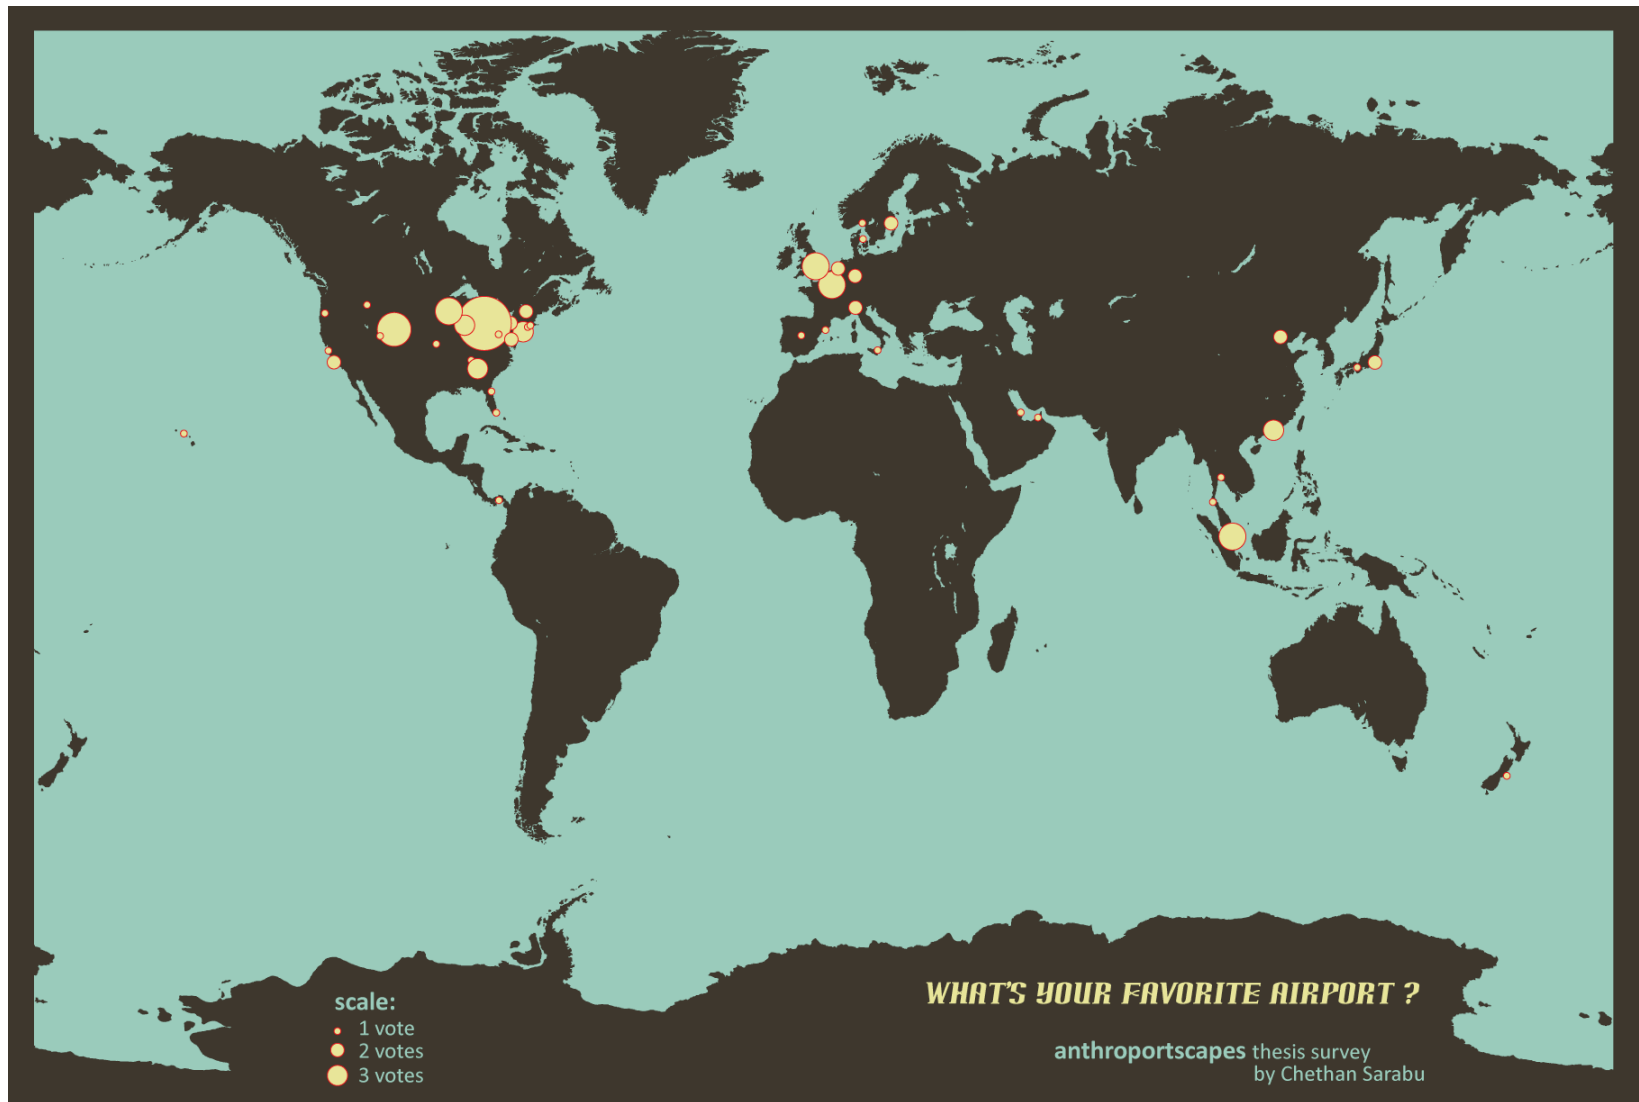 WHAT'S YOUR FAVORITE AIRPORT ?
scale:
1 vote
2 votes
3 votes
anthroportscapes thesis survey
by Chethan Sarabu